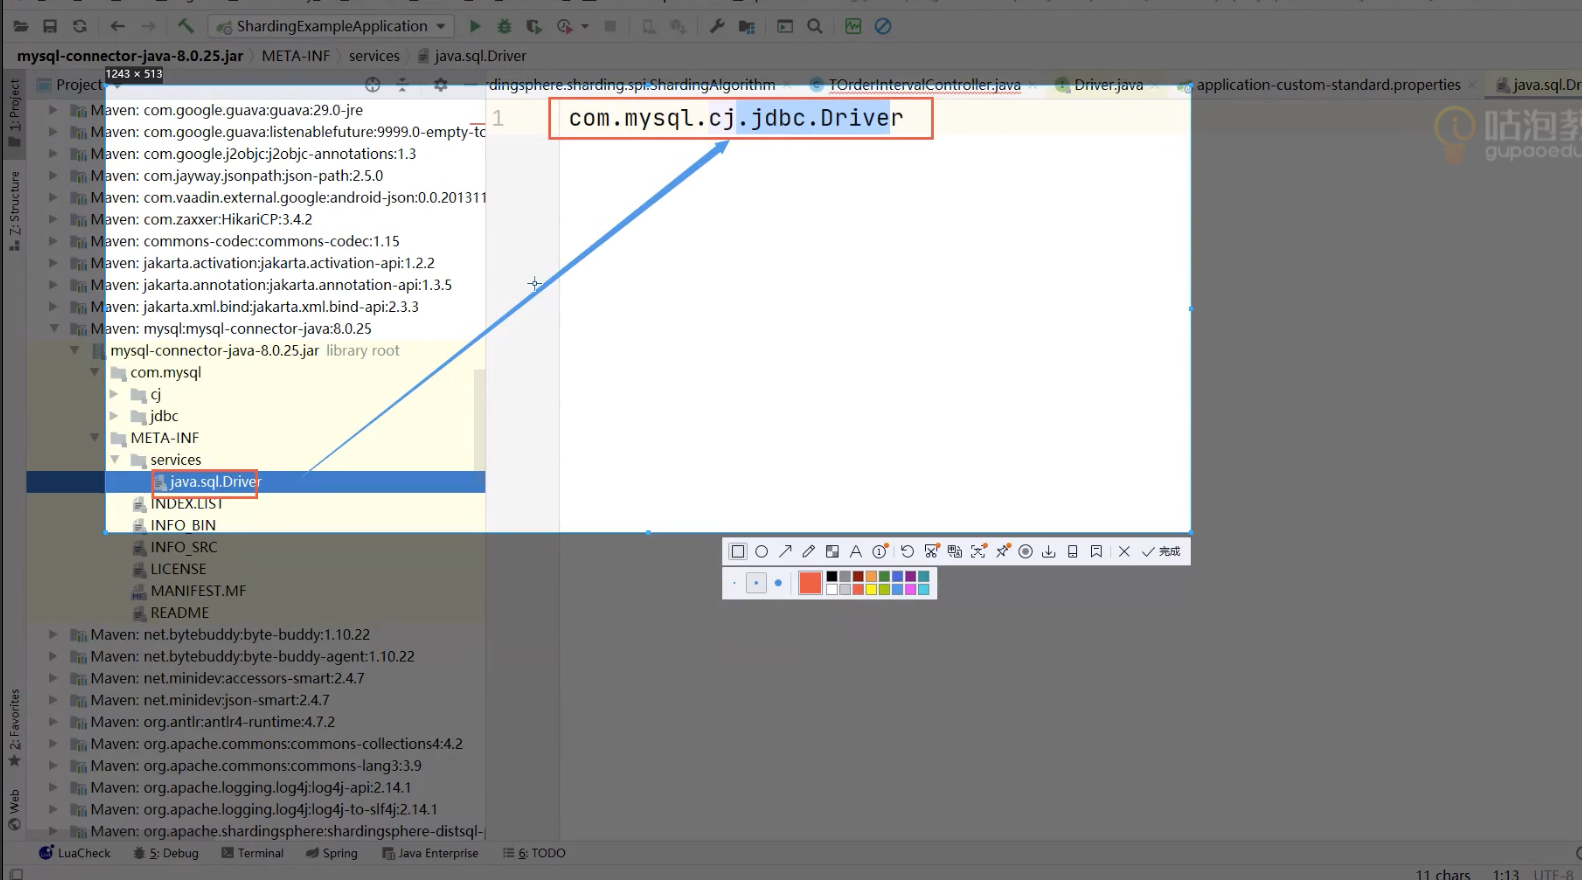 ShardingExampleApplication
mysql-connector-java-8.0.25.jar META-INF services java.sql.Driver
1243 × 513
Project
dingsphere.sharding.spi.ShardingAlgorithm TOrderIntervalController.java Driver.java application-custom-standard.properties java.sql.Dr
1: Project
Z: Structure
2: Favorites
Web
Maven: com.google.guava:guava:29.0-jre
Maven: com.google.guava:listenablefuture:9999.0-empty-to
Maven: com.google.j2objc:j2objc-annotations:1.3
Maven: com.jayway.jsonpath:json-path:2.5.0
Maven: com.vaadin.external.google:android-json:0.0.201311
Maven: com.zaxxer:HikariCP:3.4.2
Maven: commons-codec:commons-codec:1.15
Maven: jakarta.activation:jakarta.activation-api:1.2.2
Maven: jakarta.annotation:jakarta.annotation-api:1.3.5
Maven: jakarta.xml.bind:jakarta.xml.bind-api:2.3.3
Maven: mysql:mysql-connector-java:8.0.25
mysql-connector-java-8.0.25.jar library root
com.mysql
cj
jdbc
META-INF
services
java.sql.Driver
INDEX.LIST
INFO_BIN
INFO_SRC
LICENSE
MANIFEST.MF
README
Maven: net.bytebuddy:byte-buddy:1.10.22
Maven: net.bytebuddy:byte-buddy-agent:1.10.22
Maven: net.minidev:accessors-smart:2.4.7
Maven: net.minidev:json-smart:2.4.7
Maven: org.antlr:antlr4-runtime:4.7.2
Maven: org.apache.commons:commons-collections4:4.2
Maven: org.apache.commons:commons-lang3:3.9
Maven: org.apache.logging.log4j:log4j-api:2.14.1
Maven: org.apache.logging.log4j:log4j-to-slf4j:2.14.1
Maven: org.apache.shardingsphere:shardingsphere-distsql-
1 com.mysql.cj.jdbc.Driver
咕泡教
gupaoedu
完成
LuaCheck 5: Debug Terminal Spring Java Enterprise 6: TODO
11 chars 1:13 UTF-8